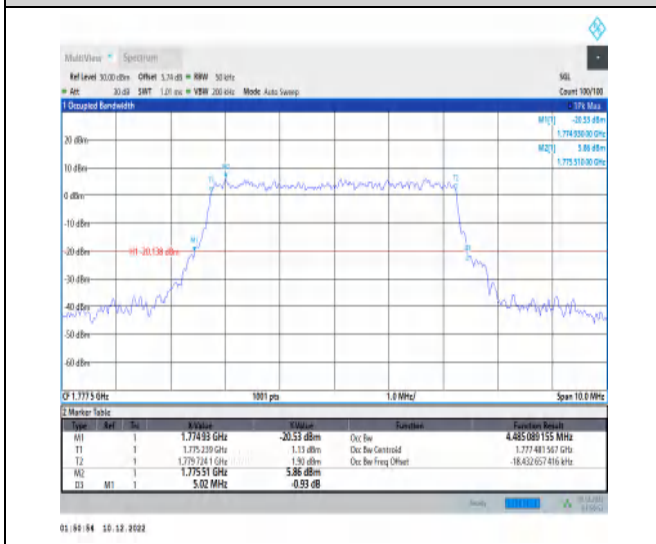 MultiView Spectrum
Ref Level 30.00 dBm Offset 5.74 dB RBW 50 kHz SGL
Att 30 dB SWT 1.01 ms VBW 200 kHz Mode Auto Sweep Count 100/100
1 Occupied Bandwidth 1Pk Max
M1[1] -20.53 dBm
1.774 930 00 GHz
M2[1] 5.86 dBm
1.775 510 00 GHz
20 dBm
10 dBm
0 dBm
-10 dBm
M1
-20 dBm H1 -20.138 dBm
-30 dBm
-40 dBm
-50 dBm
-60 dBm
CF 1.777 5 GHz 1001 pts 1.0 MHz/ Span 10.0 MHz
2 Marker Table
Type Ref Trc X-Value Y-Value Function Function Result
M1 1 1.774 93 GHz -20.53 dBm Occ Bw 4.485 089 155 MHz
T1 1 1.775 239 GHz 1.13 dBm Occ Bw Centroid 1.777 481 567 GHz
T2 1 1.779 724 1 GHz 1.90 dBm Occ Bw Freq Offset -18.432 657 416 kHz
M2 1 1.775 51 GHz 5.86 dBm
D3 M1 1 5.02 MHz -0.93 dB
Ready
01:50:54 10.12.2022